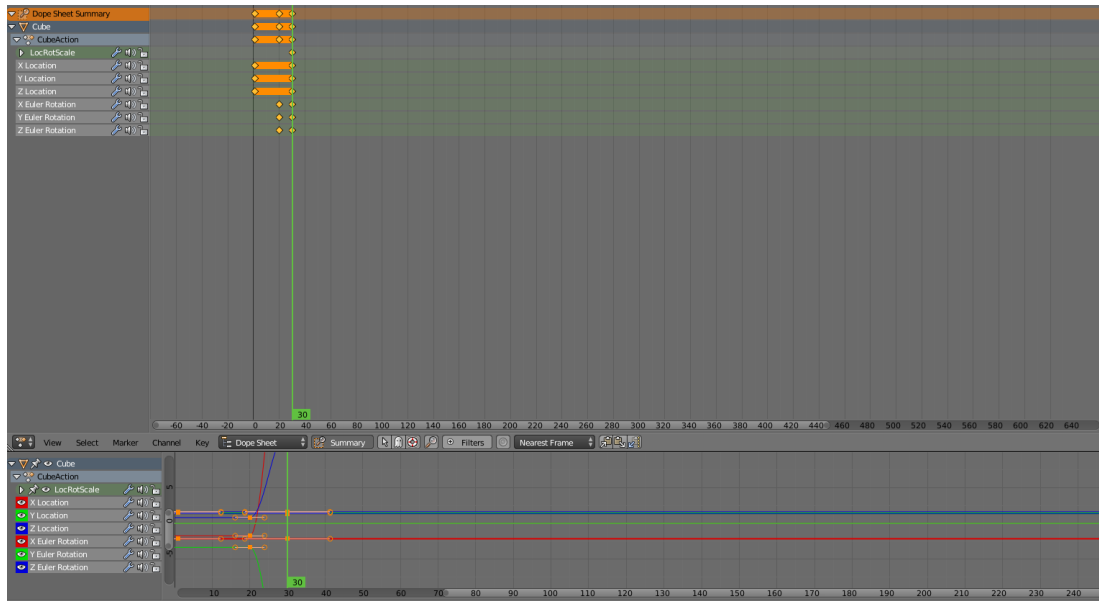 Dope Sheet Summary
Cube
CubeAction
LocRotScale
X Location
Y Location
Z Location
X Euler Rotation
Y Euler Rotation
Z Euler Rotation
30
-60 -40 -20 0 20 40 60 80 100 120 140 160 180 200 220 240 260 280 300 320 340 360 380 400 420 440 460 480 500 520 540 560 580 600 620 640
View Select Marker Channel Key Dope Sheet Summary Filters Nearest Frame
Cube
CubeAction
LocRotScale
X Location
Y Location
Z Location
X Euler Rotation
Y Euler Rotation
Z Euler Rotation
5
0
-5
30
10 20 30 40 50 60 70 80 90 100 110 120 130 140 150 160 170 180 190 200 210 220 230 240